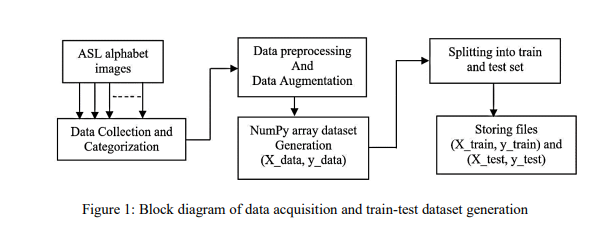 ASL alphabet
images
Data Collection and
Categorization
Data preprocessing
And
Data Augmentation
NumPy array dataset
Generation
(X_data, y_data)
Splitting into train
and test set
Storing files
(X_train, y_train) and
(X_test, y_test)
Figure 1: Block diagram of data acquisition and train-test dataset generation